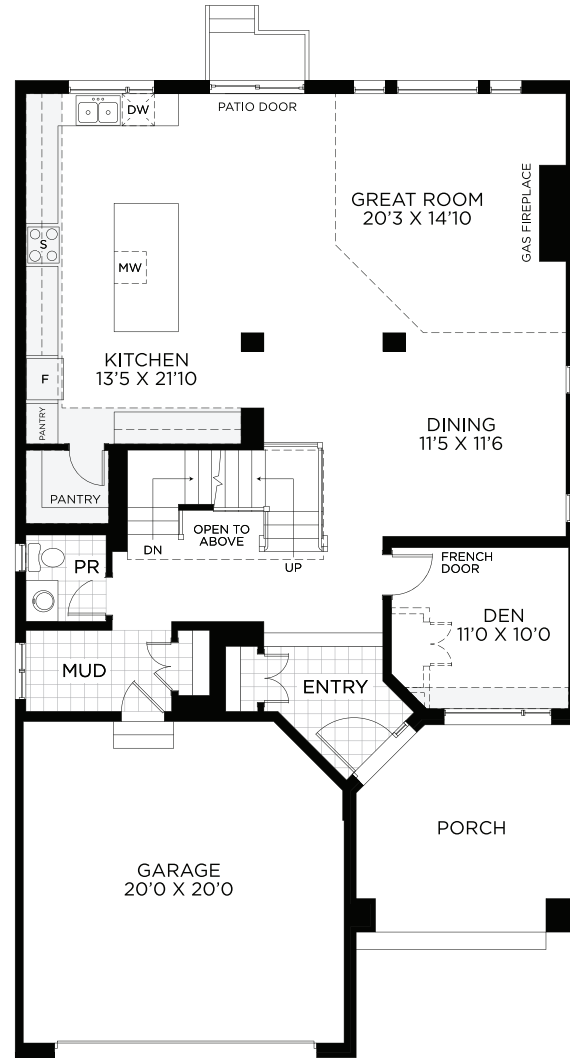 DW
PATIO DOOR
GREAT ROOM
20'3 X 14'10
GAS FIREPLACE
S
MW
KITCHEN
13'5 X 21'10
F
PANTRY
DINING
11'5 X 11'6
PANTRY
OPEN TO
ABOVE
DN
UP
PR
FRENCH
DOOR
DEN
11'0 X 10'0
MUD
ENTRY
PORCH
GARAGE
20'0 X 20'0